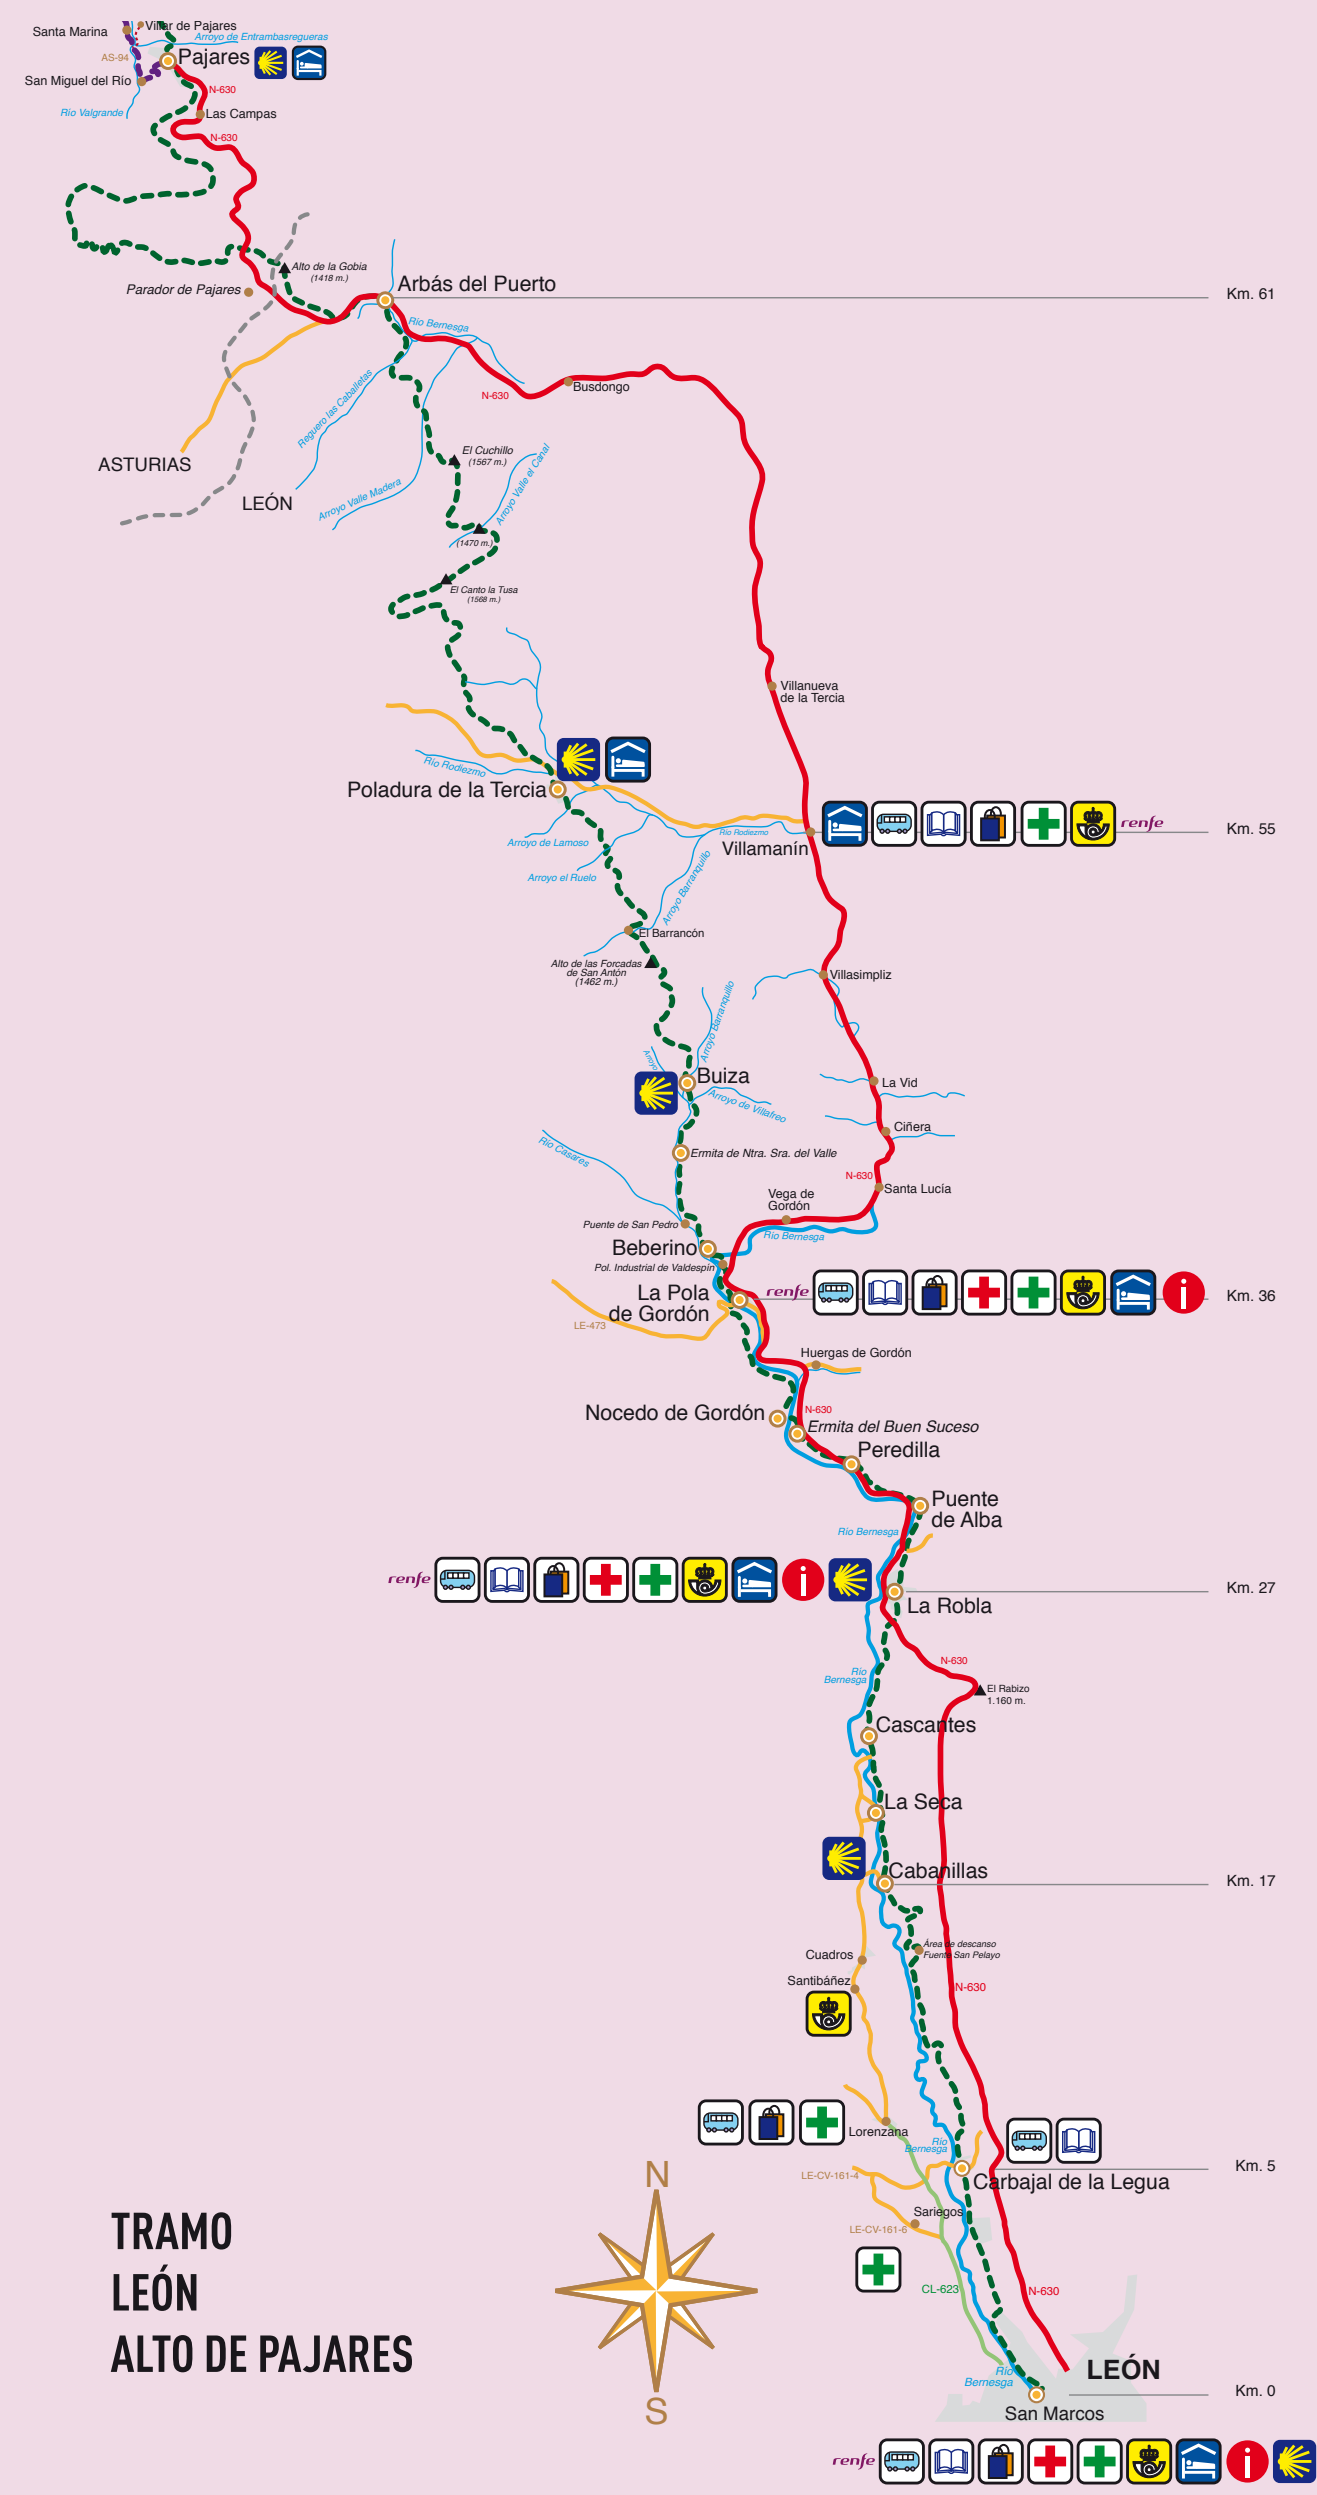 Santa Marina
Villar de Pajares
Arroyo de Entrambasregueras
AS-94
Pajares
San Miguel del Río
N-630
Río Valgrande
Las Campas
N-630
Alto de la Gobia
(1418 m.)
Parador de Pajares
Arbás del Puerto
Km. 61
Río Bernesga
Reguero las Caballetas
N-630
Busdongo
ASTURIAS
LEÓN
El Cuchillo
(1567 m.)
Arroyo Valle el Canal
Arroyo Valle Madera
(1470 m.)
El Canto la Tusa
(1568 m.)
Villanueva
de la Tercia
Río Rodiezmo
Poladura de la Tercia
Arroyo de Lamoso
Río Rodiezmo
Villamanín
renfe
Km. 55
Arroyo el Ruelo
Arroyo Barranquillo
El Barrancón
Alto de las Forcadas
de San Antón
(1462 m.)
Villasimpliz
Arroyo Barranquillo
Arroyo
Buiza
La Vid
Arroyo de Villafreo
Ciñera
Río Casares
Ermita de Ntra. Sra. del Valle
N-630
Santa Lucía
Vega de
Gordón
Puente de San Pedro
Río Bernesga
Beberino
Pol. Industrial de Valdespín
La Pola
de Gordón
renfe
i
Km. 36
LE-473
Huergas de Gordón
N-630
Nocedo de Gordón
Ermita del Buen Suceso
Peredilla
Puente
de Alba
Río Bernesga
renfe
i
Km. 27
La Robla
N-630
Río
Bernesga
El Rabizo
1.160 m.
Cascantes
La Seca
Cabanillas
Km. 17
Área de descanso
Fuente San Pelayo
Cuadros
Santibáñez
N-630
Lorenzana
Río
Bernesga
Km. 5
LE-CV-161-4
Carbajal de la Legua
Sariegos
LE-CV-161-6
CL-623
N-630
N
S
TRAMO
LEÓN
ALTO DE PAJARES
LEÓN
Río
Bernesga
Km. 0
San Marcos
renfe
i